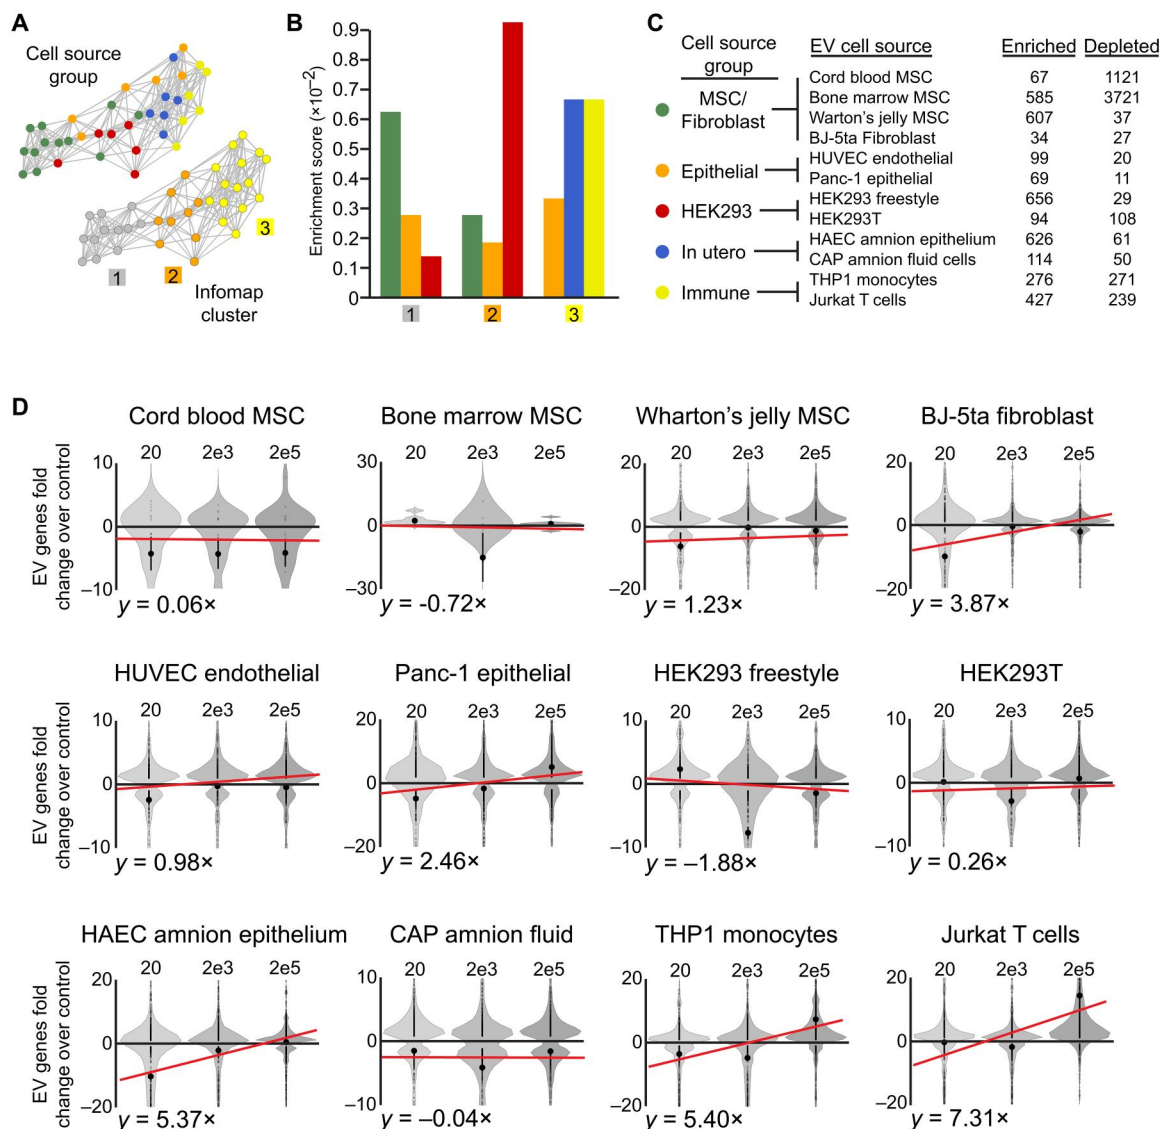 A
Cell source
group
1
2
3
Infomap
cluster
B
Enrichment score (×10⁻²)
0.9
0.7
0.6
0.4
0.3
0.1
0
1
2
3
C
Cell source
group
EV cell source
Enriched
Depleted
MSC/
Fibroblast
Cord blood MSC 67 1121
Bone marrow MSC 585 3721
Warton's jelly MSC 607 37
BJ-5ta Fibroblast 34 27
Epithelial
HUVEC endothelial 99 20
Panc-1 epithelial 69 11
HEK293
HEK293 freestyle 656 29
HEK293T 94 108
In utero
HAEC amnion epithelium 626 61
CAP amnion fluid cells 114 50
Immune
THP1 monocytes 276 271
Jurkat T cells 427 239
D
EV genes fold
change over control
Cord blood MSC
20 2e3 2e5
10
0
–10
y = 0.06×
Bone marrow MSC
20 2e3 2e5
30
0
–30
y = -0.72×
Wharton's jelly MSC
20 2e3 2e5
20
0
–20
y = 1.23×
BJ-5ta fibroblast
20 2e3 2e5
20
0
–20
y = 3.87×
EV genes fold
change over control
HUVEC endothelial
20 2e3 2e5
10
0
–10
y = 0.98×
Panc-1 epithelial
20 2e3 2e5
20
0
–20
y = 2.46×
HEK293 freestyle
20 2e3 2e5
10
0
–10
y = –1.88×
HEK293T
20 2e3 2e5
10
0
–10
y = 0.26×
EV genes fold
change over control
HAEC amnion epithelium
20 2e3 2e5
20
0
–20
y = 5.37×
CAP amnion fluid
20 2e3 2e5
10
0
–10
y = –0.04×
THP1 monocytes
20 2e3 2e5
20
0
–20
y = 5.40×
Jurkat T cells
20 2e3 2e5
20
0
–20
y = 7.31×